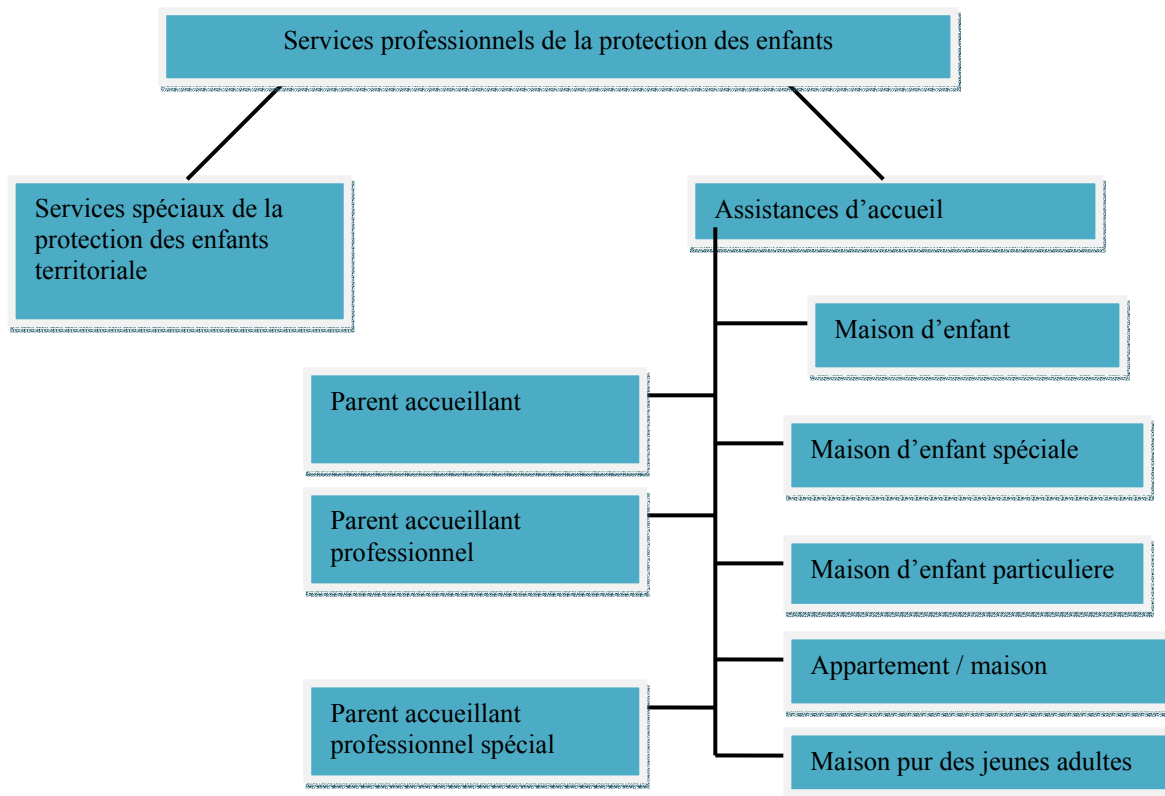 Services professionnels de la protection des enfants
Services spéciaux de la
protection des enfants
territoriale
Assistances d’accueil
Maison d’enfant
Parent accueillant
Maison d’enfant spéciale
Parent accueillant
professionnel
Maison d’enfant particuliere
Appartement / maison
Parent accueillant
professionnel spécial
Maison pur des jeunes adultes